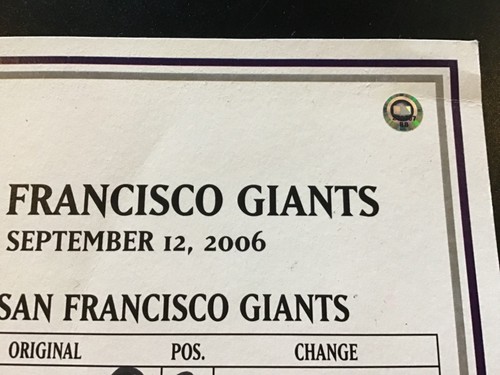 FRANCISCO GIANTS
SEPTEMBER 12, 2006
SAN FRANCISCO GIANTS
ORIGINAL POS. CHANGE